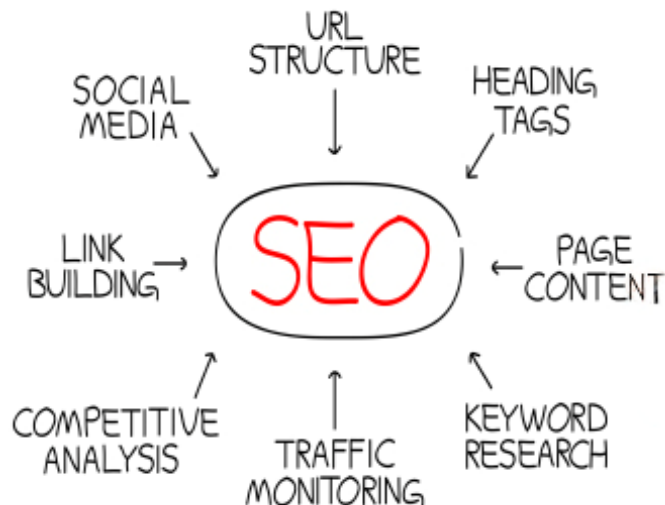 URL
STRUCTURE
HEADING
TAGS
PAGE
CONTENT
KEYWORD
RESEARCH
TRAFFIC
MONITORING
COMPETITIVE
ANALYSIS
LINK
BUILDING
SOCIAL
MEDIA
SEO